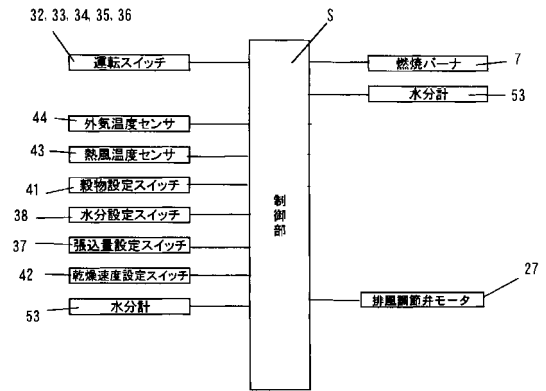 32, 33, 34, 35, 36
S
運転スイッチ
燃焼バーナ
7
水分計
53
44
外気温度センサ
43
熱風温度センサ
41
穀物設定スイッチ
38
水分設定スイッチ
37
張込量設定スイッチ
42
乾燥速度設定スイッチ
53
水分計
制御部
排風調節弁モータ
27